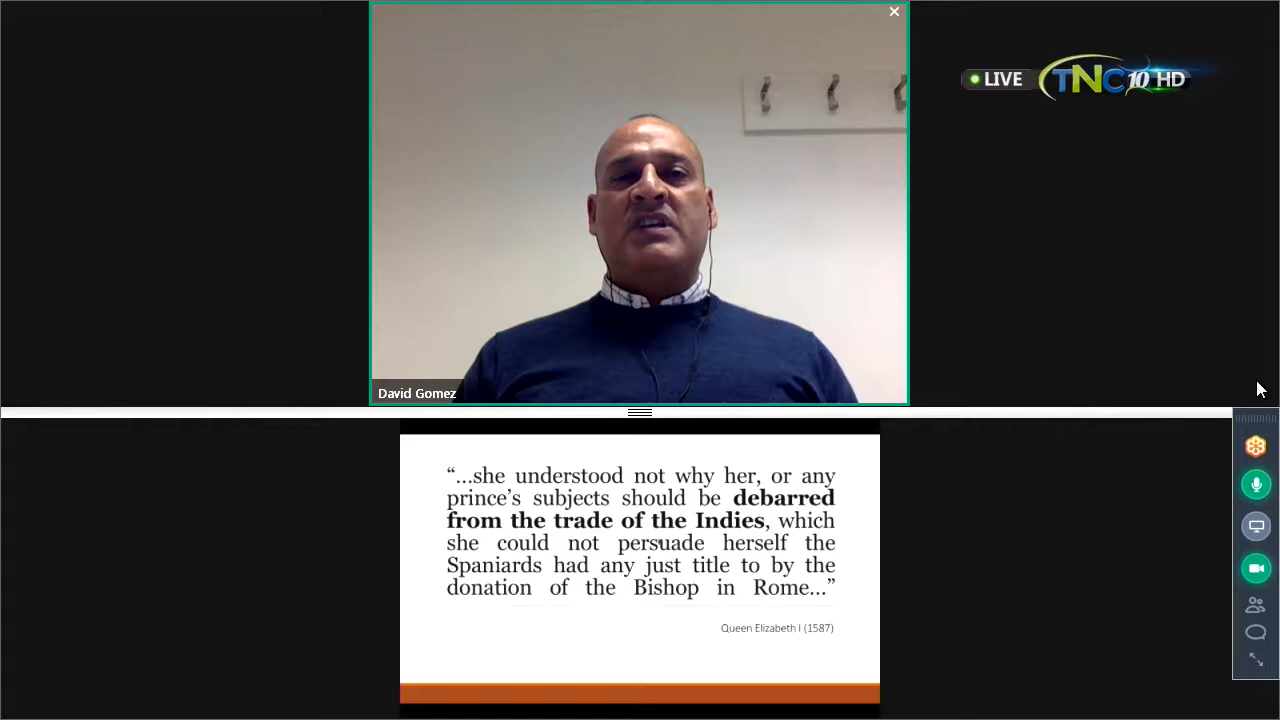 LIVE TNC 10 HD
David Gomez
“...she understood not why her, or any
prince’s subjects should be debarred
from the trade of the Indies, which
she could not persuade herself the
Spaniards had any just title to by the
donation of the Bishop in Rome...”
Queen Elizabeth I (1587)